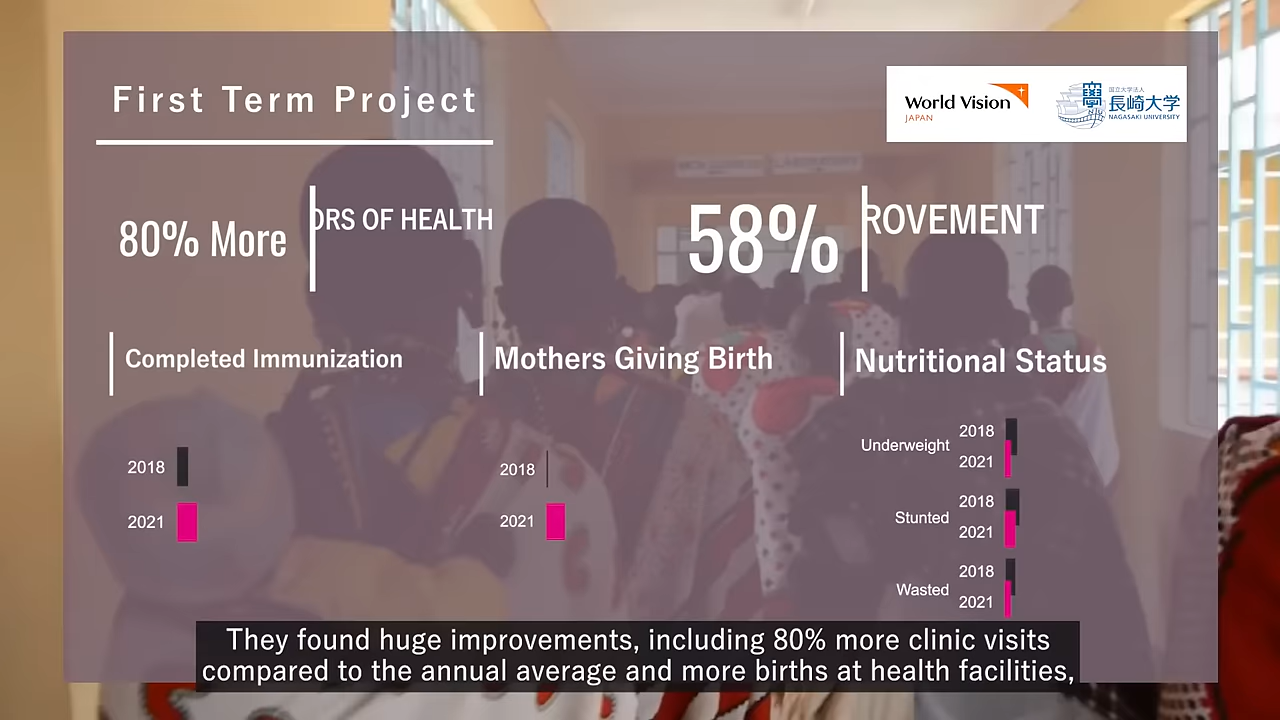 First Term Project
World Vision
JAPAN
国立大学法人
長崎大学
NAGASAKI UNIVERSITY
80% More
ORS OF HEALTH
58%
ROVEMENT
Completed Immunization
Mothers Giving Birth
Nutritional Status
2018
2021
2018
2021
Underweight
2018
2021
Stunted
2018
2021
Wasted
2018
2021
They found huge improvements, including 80% more clinic visits
compared to the annual average and more births at health facilities,